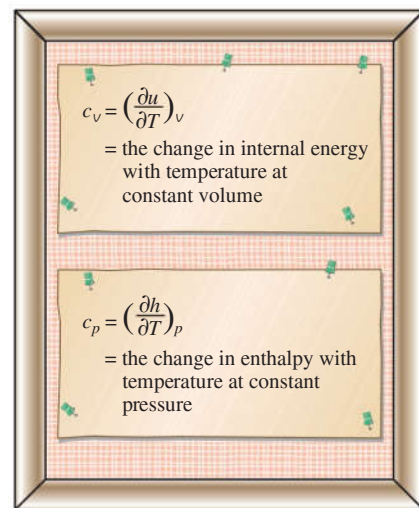 c_v = (∂u/∂T)_v
= the change in internal energy
with temperature at
constant volume
c_p = (∂h/∂T)_p
= the change in enthalpy with
temperature at constant
pressure